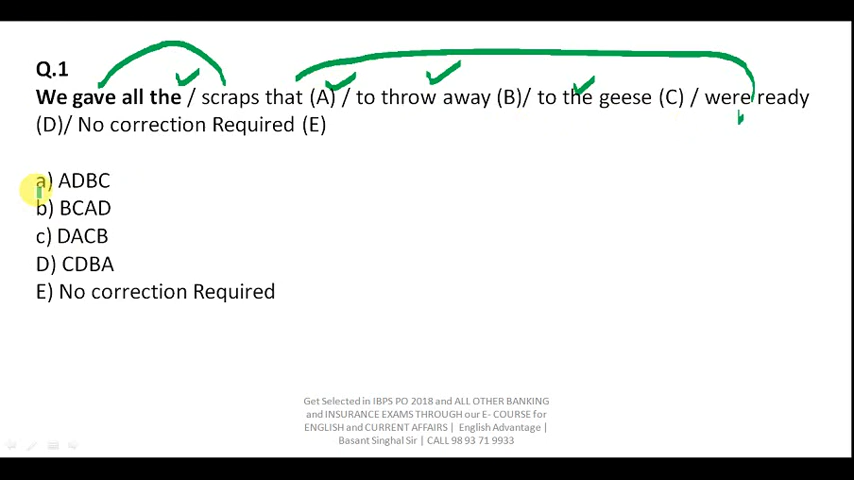 Q.1
We gave all the / scraps that (A) / to throw away (B)/ to the geese (C) / were ready
(D)/ No correction Required (E)
a) ADBC
b) BCAD
c) DACB
D) CDBA
E) No correction Required
Get Selected in IBPS PO 2018 and ALL OTHER BANKING
and INSURANCE EXAMS THROUGH our E- COURSE for
ENGLISH and CURRENT AFFAIRS | English Advantage |
Basant Singhal Sir | CALL 98 93 71 9933